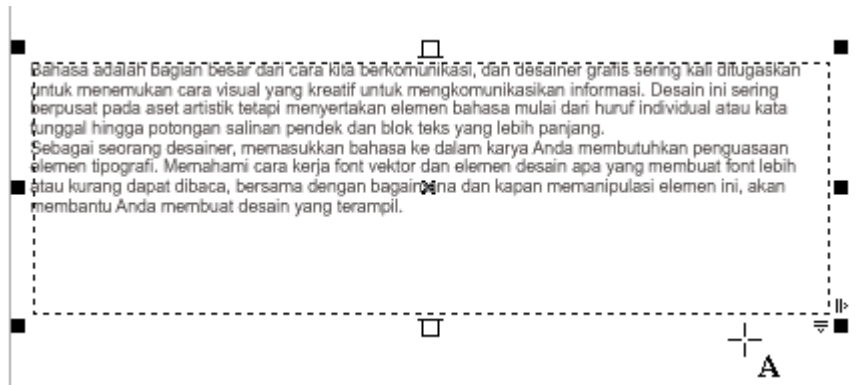 Bahasa adalah bagian besar dari cara kita berkomunikasi, dan desainer grafis sering kali ditugaskan
untuk menemukan cara visual yang kreatif untuk mengkomunikasikan informasi. Desain ini sering
berpusat pada aset artistik tetapi menyertakan elemen bahasa mulai dari huruf individual atau kata
tunggal hingga potongan salinan pendek dan blok teks yang lebih panjang.
Sebagai seorang desainer, memasukkan bahasa ke dalam karya Anda membutuhkan penguasaan
elemen tipografi. Memahami cara kerja font vektor dan elemen desain apa yang membuat font lebih
atau kurang dapat dibaca, bersama dengan bagaimana dan kapan memanipulasi elemen ini, akan
membantu Anda membuat desain yang terampil.
A